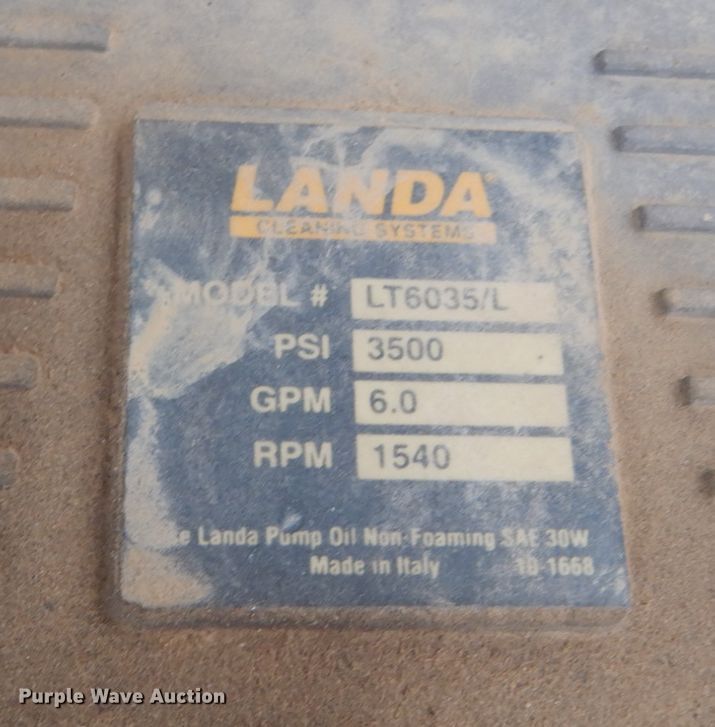 LANDA®
CLEANING SYSTEMS
MODEL # LT6035/L
PSI 3500
GPM 6.0
RPM 1540
Landa Pump Oil Non-Foaming SAE 30W
Made in Italy 10-1668
Purple Wave Auction